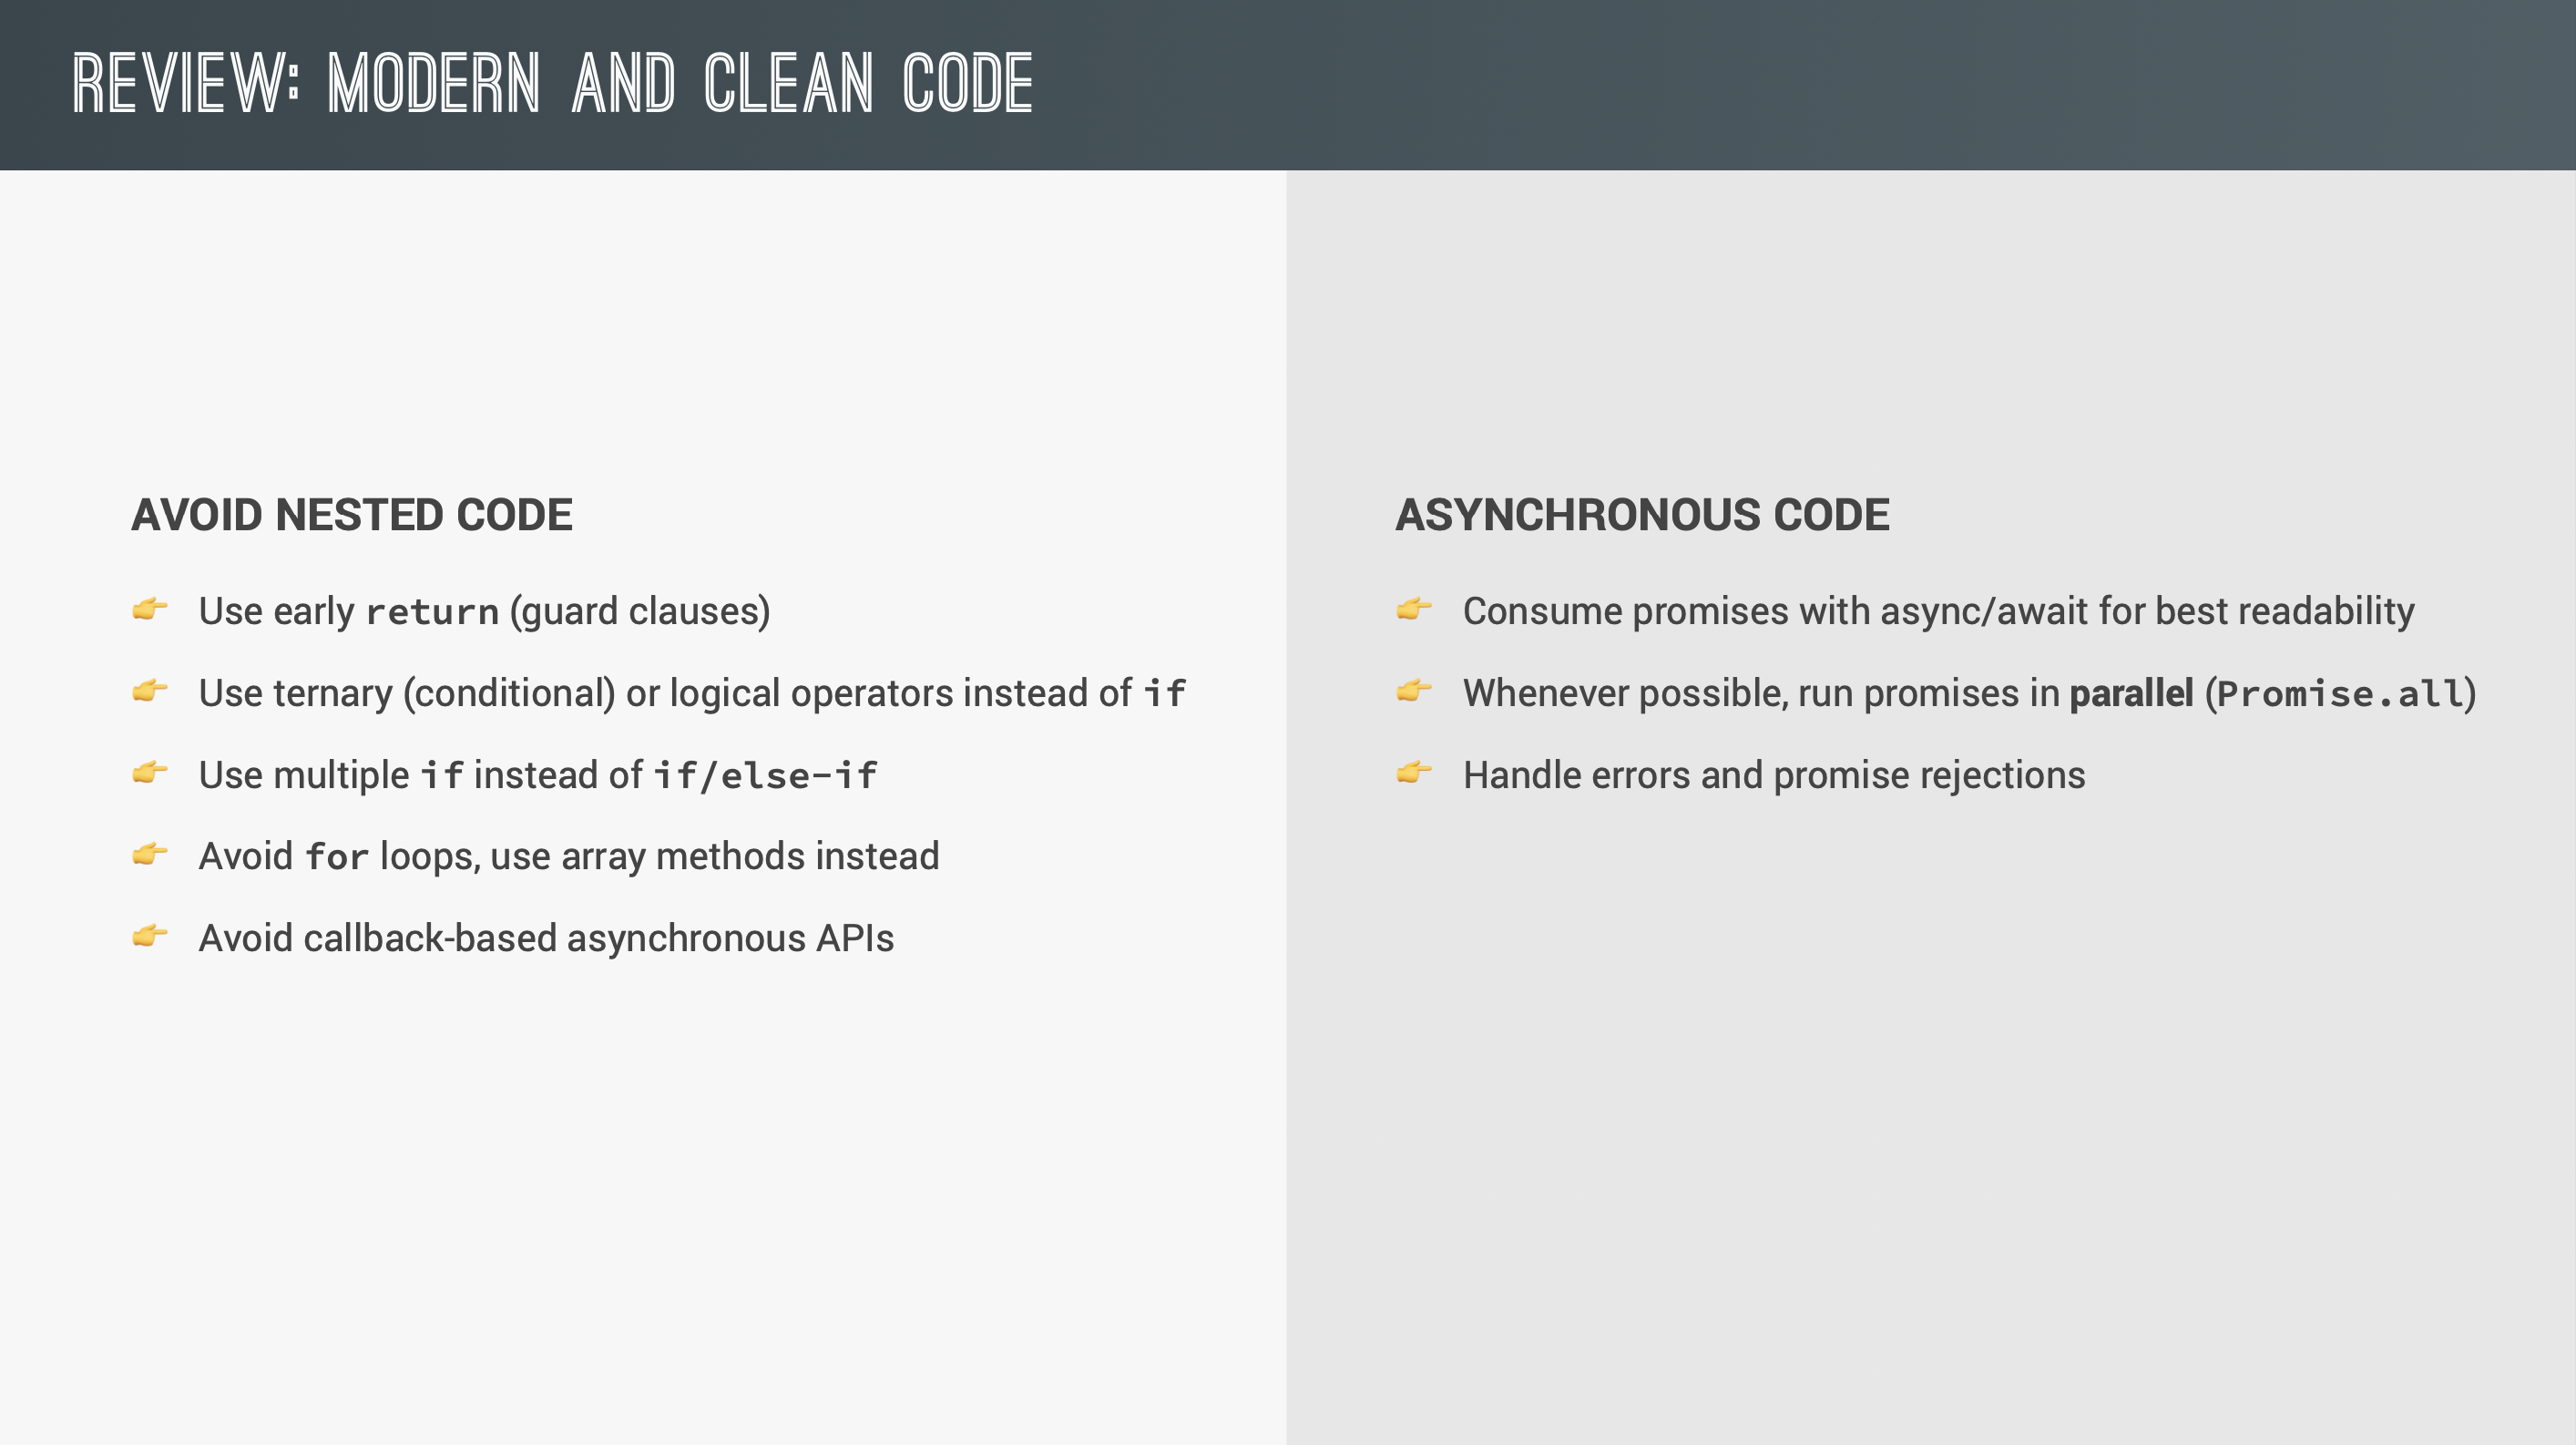 REVIEW: MODERN AND CLEAN CODE
AVOID NESTED CODE
👉 Use early return (guard clauses)
👉 Use ternary (conditional) or logical operators instead of if
👉 Use multiple if instead of if/else-if
👉 Avoid for loops, use array methods instead
👉 Avoid callback-based asynchronous APIs
ASYNCHRONOUS CODE
👉 Consume promises with async/await for best readability
👉 Whenever possible, run promises in parallel (Promise.all)
👉 Handle errors and promise rejections